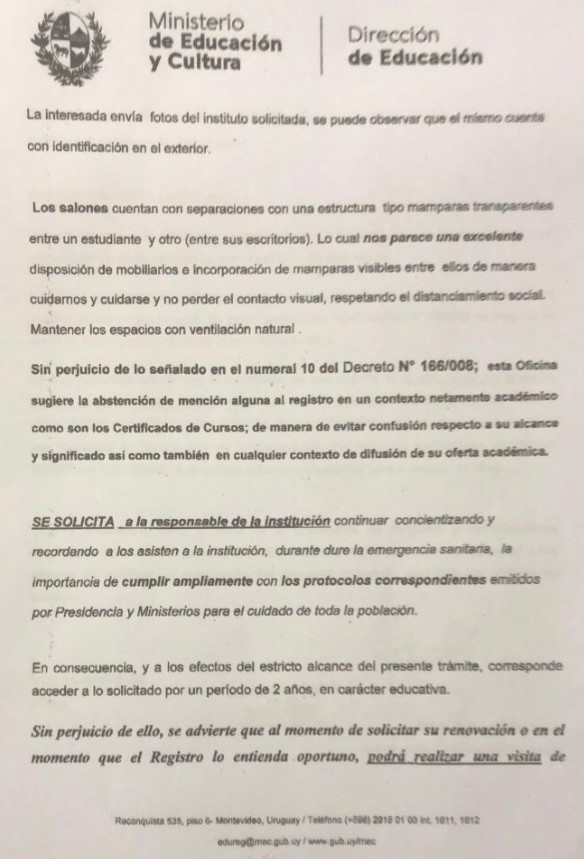 Ministerio
de Educación
y Cultura
Dirección
de Educación
La interesada envía fotos del instituto solicitada, se puede observar que el mismo cuenta
con identificación en el exterior.
Los salones cuentan con separaciones con una estructura tipo mamparas transparentes
entre un estudiante y otro (entre sus escritorios). Lo cual nos parece una excelente
disposición de mobiliarios e incorporación de mamparas visibles entre ellos de manera
cuidarnos y cuidarse y no perder el contacto visual, respetando el distanciamiento social.
Mantener los espacios con ventilación natural .
Sin perjuicio de lo señalado en el numeral 10 del Decreto N° 166/008; esta Oficina
sugiere la abstención de mención alguna al registro en un contexto netamente académico
como son los Certificados de Cursos; de manera de evitar confusión respecto a su alcance
y significado así como también en cualquier contexto de difusión de su oferta académica.
SE SOLICITA a la responsable de la institución continuar concientizando y
recordando a los asisten a la institución, durante dure la emergencia sanitaria, la
importancia de cumplir ampliamente con los protocolos correspondientes emitidos
por Presidencia y Ministerios para el cuidado de toda la población.
En consecuencia, y a los efectos del estricto alcance del presente trámite, corresponde
acceder a lo solicitado por un período de 2 años, en carácter educativa.
Sin perjuicio de ello, se advierte que al momento de solicitar su renovación o en el
momento que el Registro lo entienda oportuno, podrá realizar una visita de
Reconquista 535, piso 6- Montevideo, Uruguay / Teléfono (+598) 2915 01 03 int. 1611, 1612
edureg@mec.gub.uy / www.gub.uy/mec